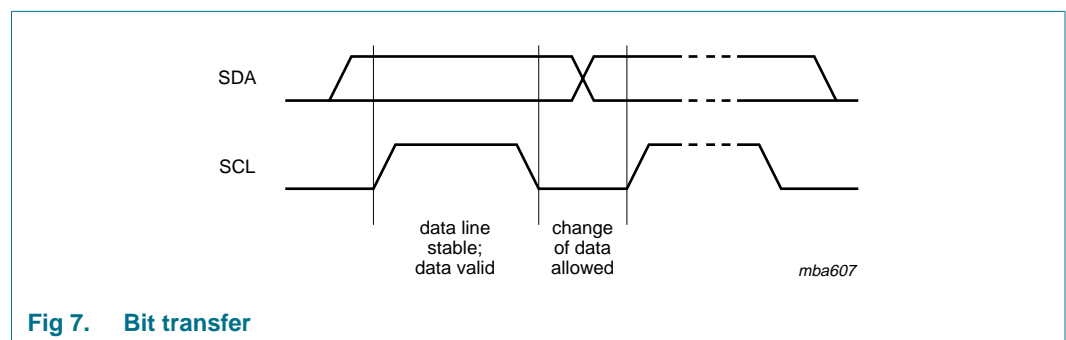 SDA
SCL
data line
stable;
data valid
change
of data
allowed
mba607
Fig 7. Bit transfer